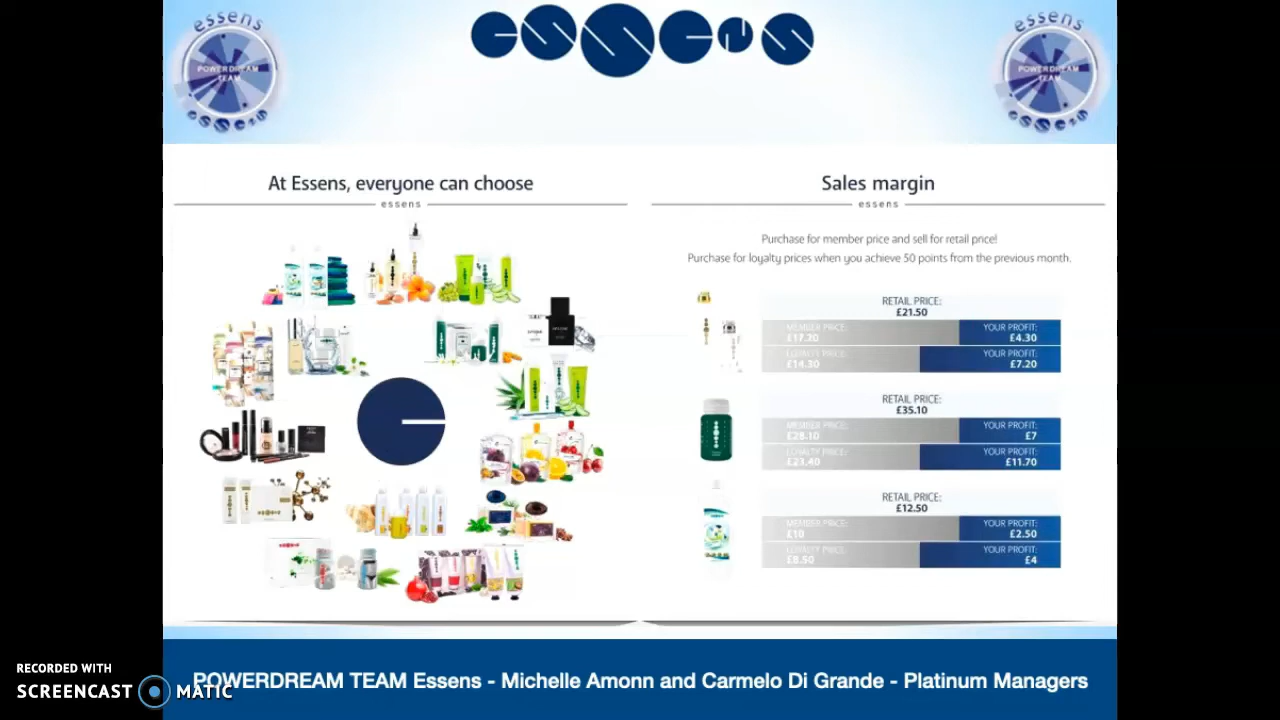 essens
POWERDREAM
TEAM
essens
essens
essens
POWERDREAM
TEAM
essens
At Essens, everyone can choose
essens
Sales margin
essens
Purchase for member price and sell for retail price!
Purchase for loyalty prices when you achieve 50 points from the previous month.
RETAIL PRICE:
£21.50
MEMBER PRICE:
£17.20
YOUR PROFIT:
£4.30
LOYALTY PRICE:
£14.30
YOUR PROFIT:
£7.20
RETAIL PRICE:
£35.10
MEMBER PRICE:
£28.10
YOUR PROFIT:
£7
LOYALTY PRICE:
£23.40
YOUR PROFIT:
£11.70
RETAIL PRICE:
£12.50
MEMBER PRICE:
£10
YOUR PROFIT:
£2.50
LOYALTY PRICE:
£8.50
YOUR PROFIT:
£4
RECORDED WITH
SCREENCAST MATIC
POWERDREAM TEAM Essens - Michelle Amonn and Carmelo Di Grande - Platinum Managers